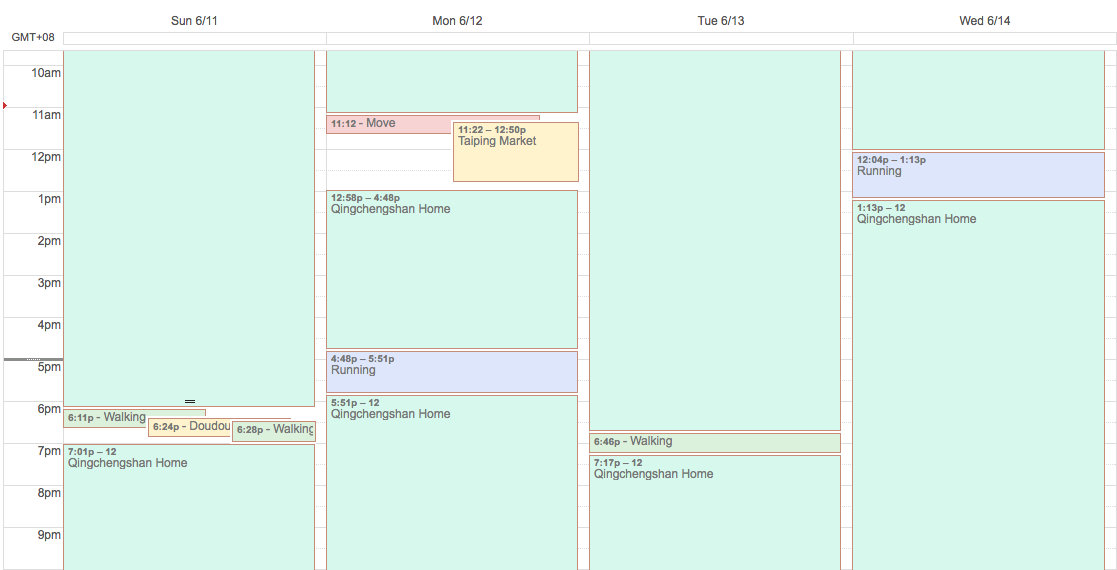 Sun 6/11
Mon 6/12
Tue 6/13
Wed 6/14
GMT+08
10am
11am
12pm
1pm
2pm
3pm
4pm
5pm
6pm
7pm
8pm
9pm
6:11p - Walking
6:24p - Doudou
6:28p - Walking
7:01p – 12
Qingchengshan Home
11:12 - Move
11:22 – 12:50p
Taiping Market
12:58p – 4:48p
Qingchengshan Home
4:48p – 5:51p
Running
5:51p – 12
Qingchengshan Home
6:46p - Walking
7:17p – 12
Qingchengshan Home
12:04p – 1:13p
Running
1:13p – 12
Qingchengshan Home